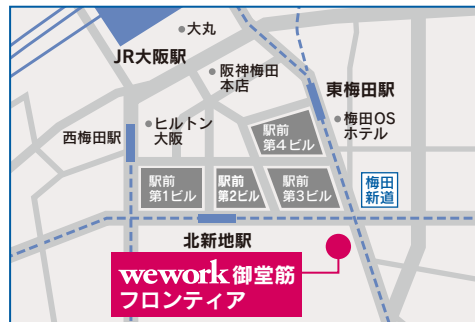 大丸
JR大阪駅
阪神梅田
本店
東梅田駅
梅田OS
ホテル
ヒルトン
大阪
西梅田駅
駅前
第4ビル
駅前
第1ビル
駅前
第2ビル
駅前
第3ビル
梅田
新道
北新地駅
wework 御堂筋
フロンティア